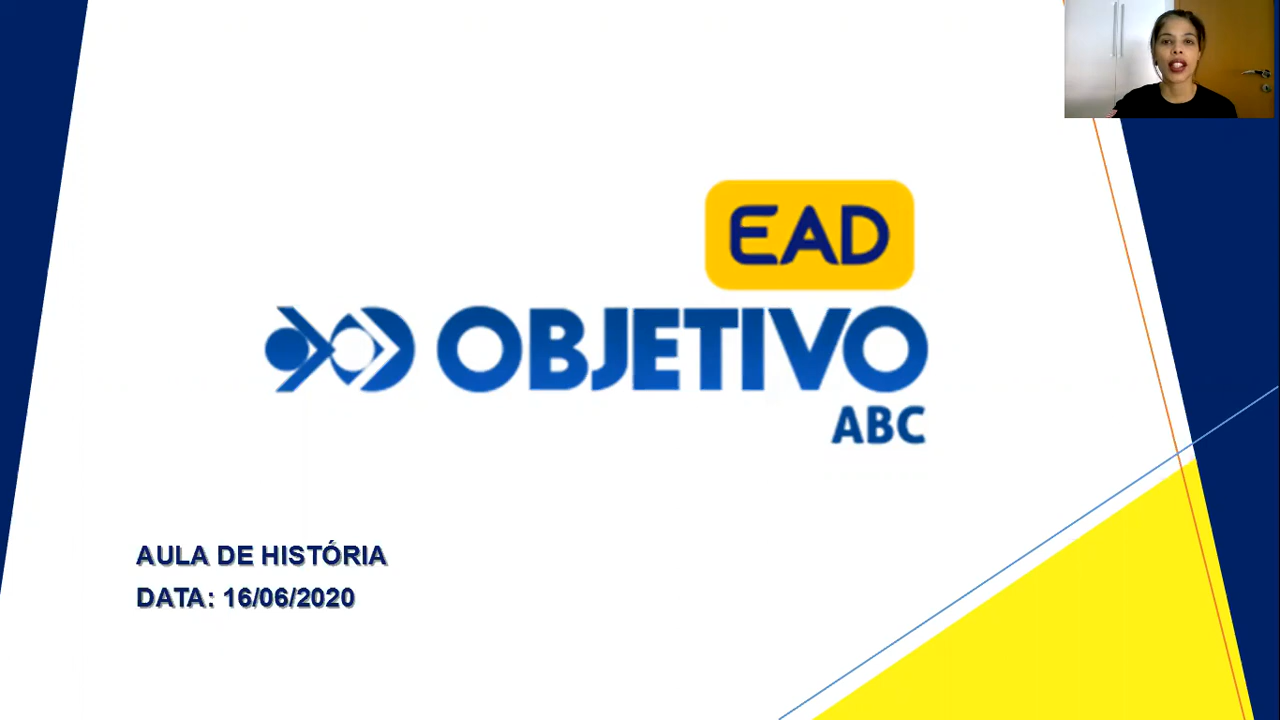 EAD
OBJETIVO
ABC
AULA DE HISTÓRIA
DATA: 16/06/2020